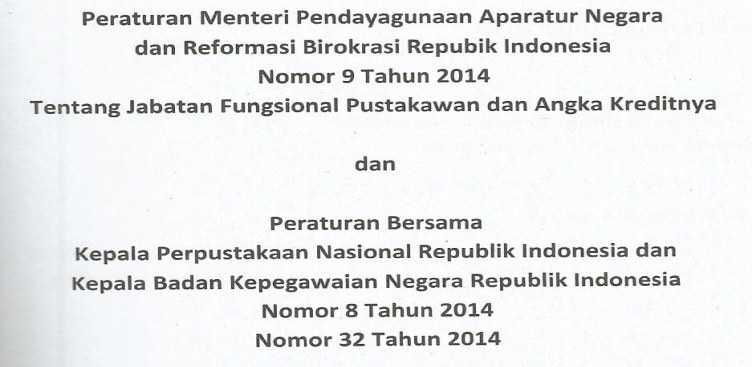 Peraturan Menteri Pendayagunaan Aparatur Negara
dan Reformasi Birokrasi Repubik Indonesia
Nomor 9 Tahun 2014
Tentang Jabatan Fungsional Pustakawan dan Angka Kreditnya
dan
Peraturan Bersama
Kepala Perpustakaan Nasional Republik Indonesia dan
Kepala Badan Kepegawaian Negara Republik Indonesia
Nomor 8 Tahun 2014
Nomor 32 Tahun 2014